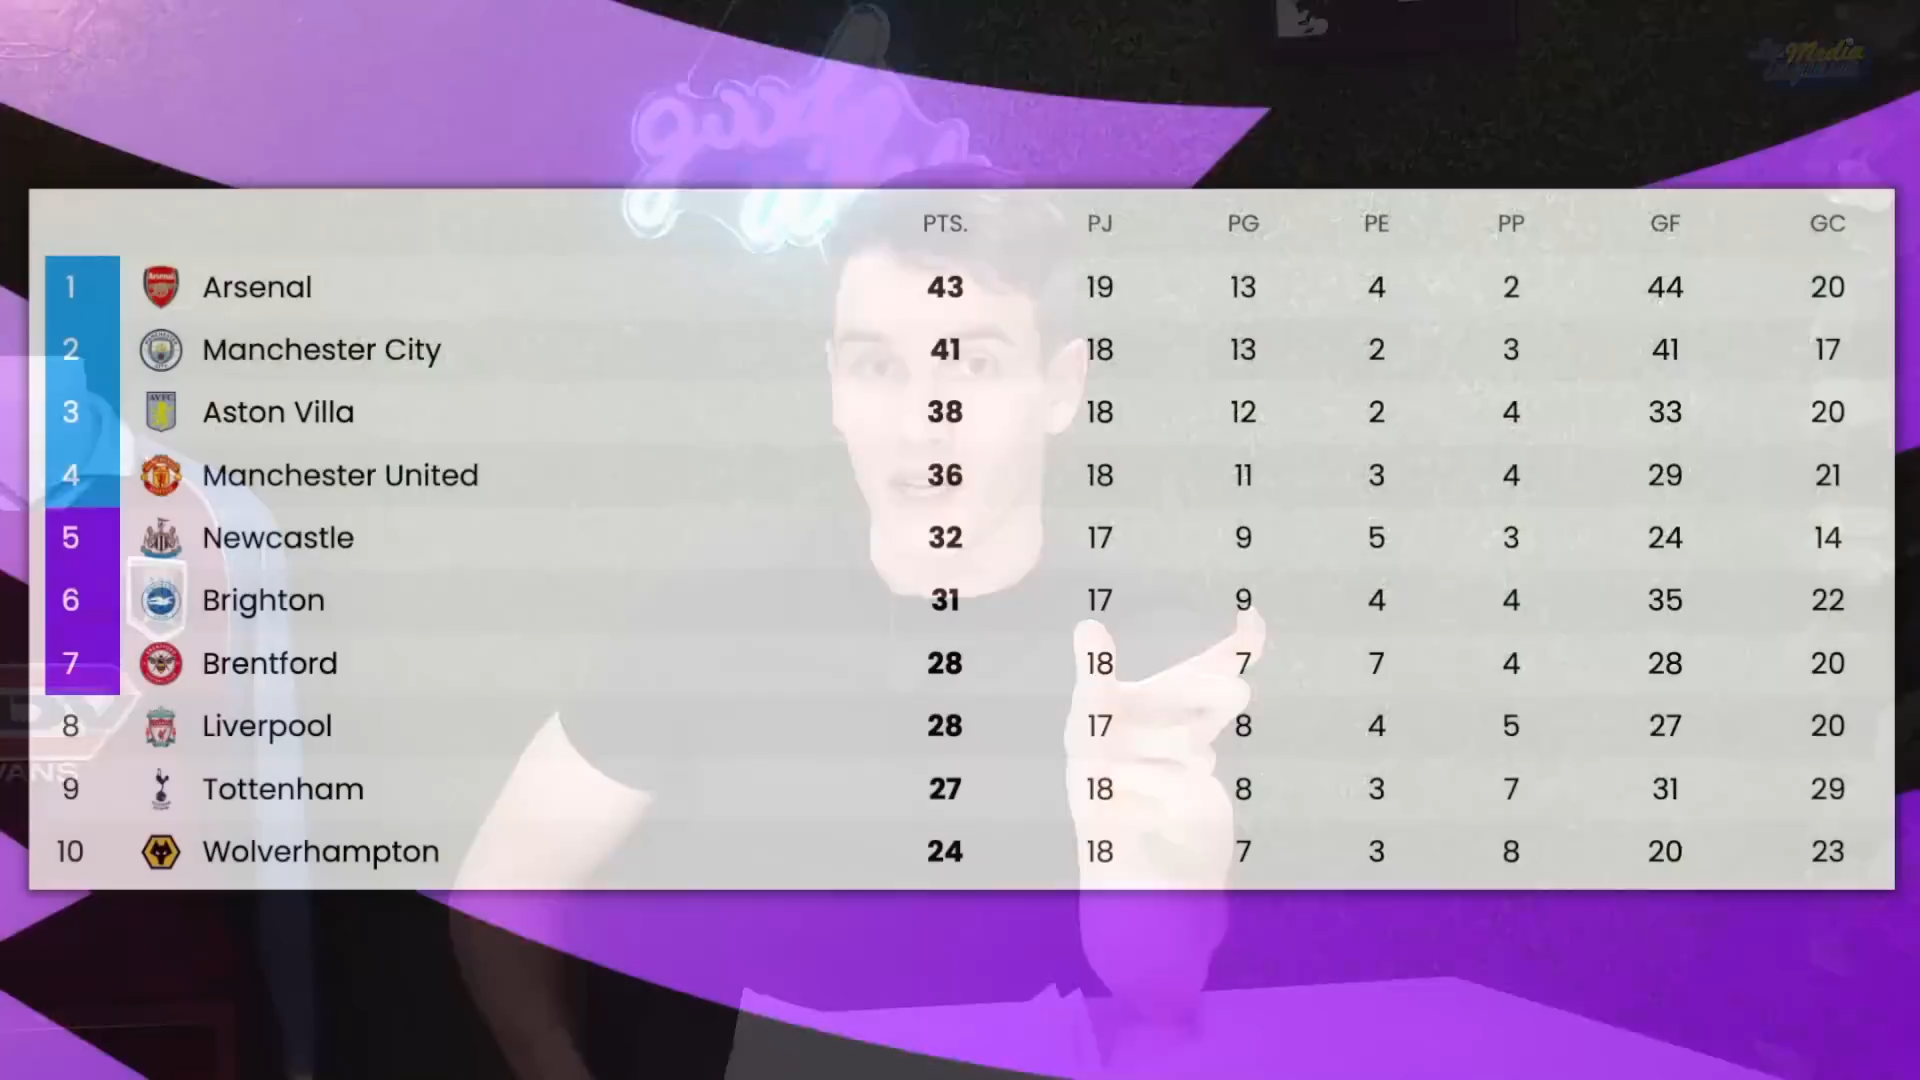 good
Media
PTS. PJ PG PE PP GF GC
1 Arsenal 43 19 13 4 2 44 20
2 Manchester City 41 18 13 2 3 41 17
3 Aston Villa 38 18 12 2 4 33 20
4 Manchester United 36 18 11 3 4 29 21
5 Newcastle 32 17 9 5 3 24 14
6 Brighton 31 17 9 4 4 35 22
7 Brentford 28 18 7 7 4 28 20
8 Liverpool 28 17 8 4 5 27 20
VANS
9 Tottenham 27 18 8 3 7 31 29
10 Wolverhampton 24 18 7 3 8 20 23